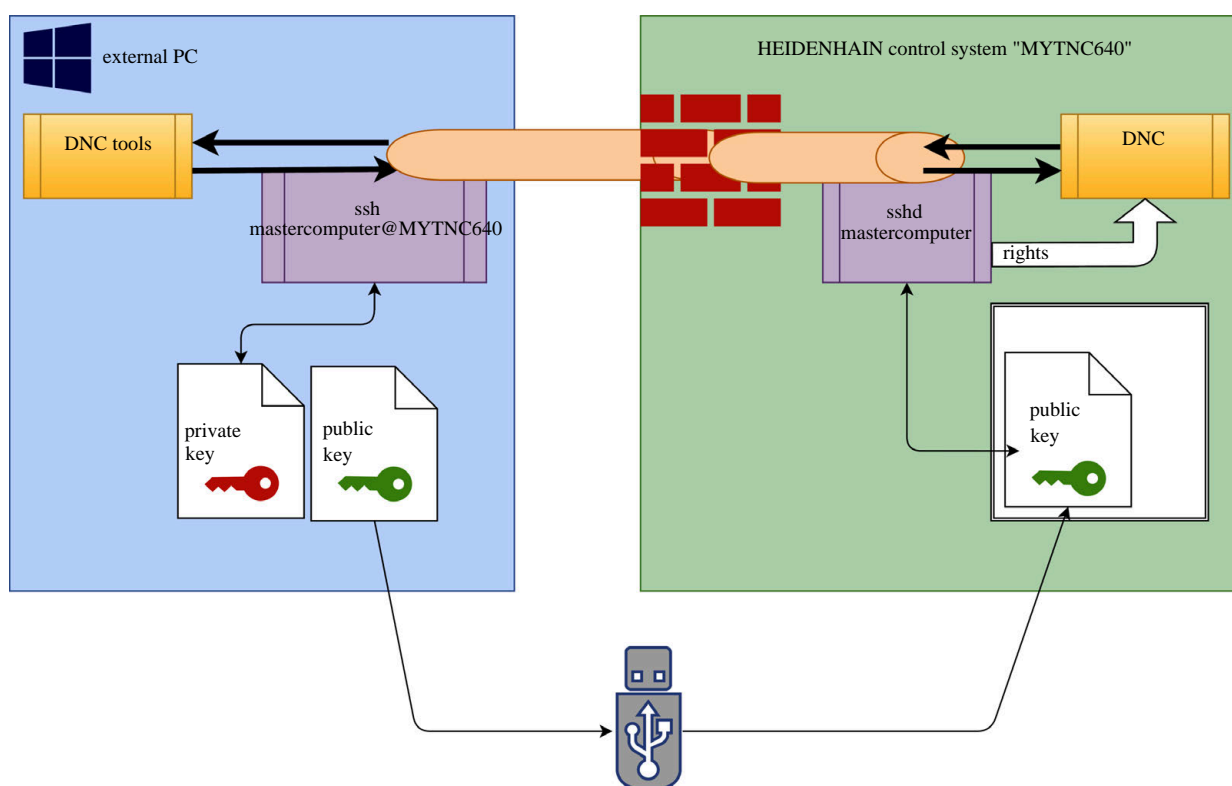 external PC
HEIDENHAIN control system "MYTNC640"
DNC tools
DNC
ssh
mastercomputer@MYTNC640
sshd
mastercomputer
rights
private
key
public
key
public
key